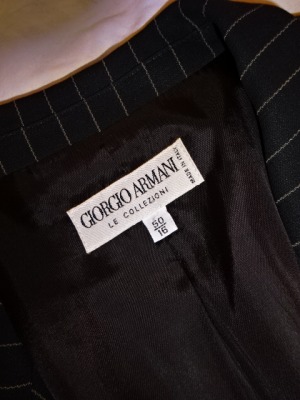 GIORGIO ARMANI
LE COLLEZIONI
MADE IN ITALY
50
16